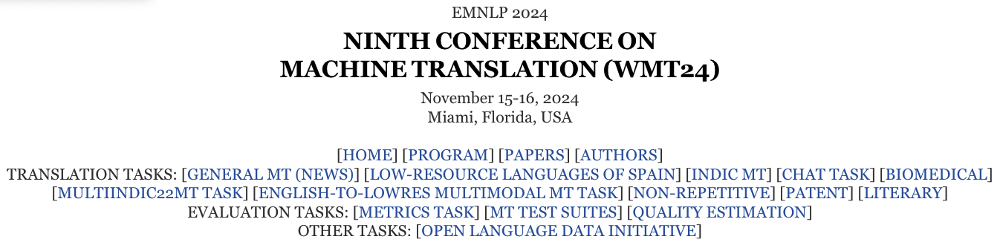 EMNLP 2024
NINTH CONFERENCE ON
MACHINE TRANSLATION (WMT24)
November 15-16, 2024
Miami, Florida, USA
[HOME] [PROGRAM] [PAPERS] [AUTHORS]
TRANSLATION TASKS: [GENERAL MT (NEWS)] [LOW-RESOURCE LANGUAGES OF SPAIN] [INDIC MT] [CHAT TASK] [BIOMEDICAL]
[MULTIINDIC22MT TASK] [ENGLISH-TO-LOWRES MULTIMODAL MT TASK] [NON-REPETITIVE] [PATENT] [LITERARY]
EVALUATION TASKS: [METRICS TASK] [MT TEST SUITES] [QUALITY ESTIMATION]
OTHER TASKS: [OPEN LANGUAGE DATA INITIATIVE]